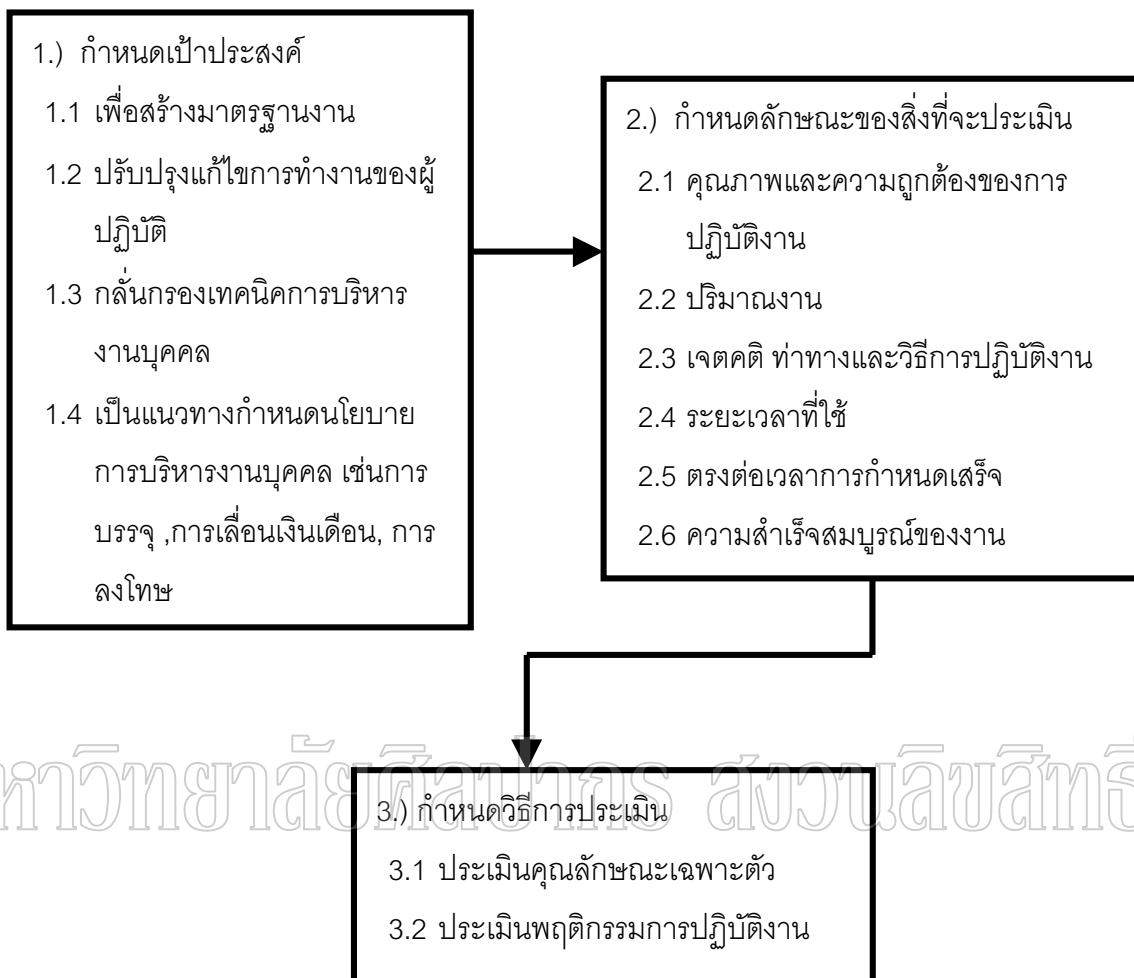 1.) กำหนดเป้าประสงค์
1.1 เพื่อสร้างมาตรฐานงาน
1.2 ปรับปรุงแก้ไขการทำงานของผู้
ปฏิบัติ
1.3 กลั่นกรองเทคนิคการบริหาร
งานบุคคล
1.4 เป็นแนวทางกำหนดนโยบาย
การบริหารงานบุคคล เช่นการ
บรรจุ ,การเลื่อนเงินเดือน, การ
ลงโทษ
2.) กำหนดลักษณะของสิ่งที่จะประเมิน
2.1 คุณภาพและความถูกต้องของการ
ปฏิบัติงาน
2.2 ปริมาณงาน
2.3 เจตคติ ท่าทางและวิธีการปฏิบัติงาน
2.4 ระยะเวลาที่ใช้
2.5 ตรงต่อเวลาการกำหนดเสร็จ
2.6 ความสำเร็จสมบูรณ์ของงาน
หาวิทยาลัยศิลปากร สงวนลิขสิทธิ
3.) กำหนดวิธีการประเมิน
3.1 ประเมินคุณลักษณะเฉพาะตัว
3.2 ประเมินพฤติกรรมการปฏิบัติงาน